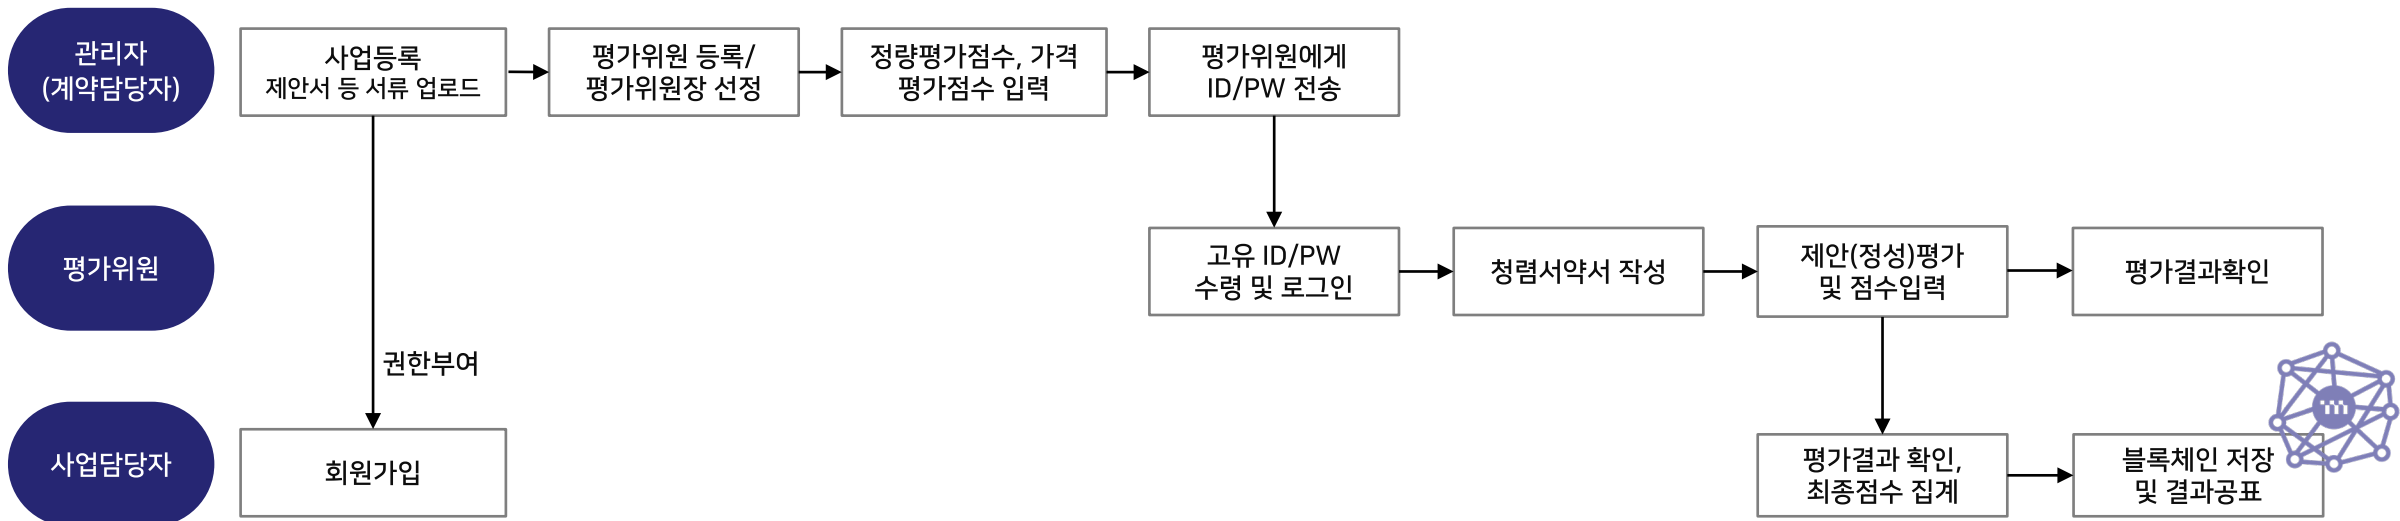 관리자
(계약담당자)
사업등록
제안서 등 서류 업로드
평가위원 등록/
평가위원장 선정
정량평가점수, 가격
평가점수 입력
평가위원에게
ID/PW 전송
평가위원
고유 ID/PW
수령 및 로그인
청렴서약서 작성
제안(정성)평가
및 점수입력
평가결과확인
권한부여
사업담당자
회원가입
평가결과 확인,
최종점수 집계
블록체인 저장
및 결과공표